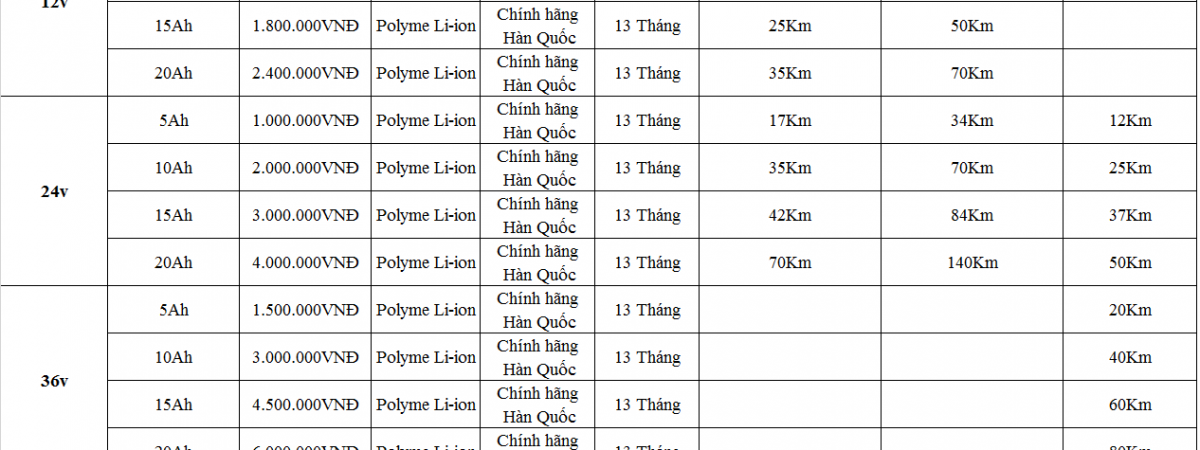 12v
15Ah 1.800.000VNĐ Polyme Li-ion Chính hãng Hàn Quốc 13 Tháng 25Km 50Km
20Ah 2.400.000VNĐ Polyme Li-ion Chính hãng Hàn Quốc 13 Tháng 35Km 70Km
24v
5Ah 1.000.000VNĐ Polyme Li-ion Chính hãng Hàn Quốc 13 Tháng 17Km 34Km 12Km
10Ah 2.000.000VNĐ Polyme Li-ion Chính hãng Hàn Quốc 13 Tháng 35Km 70Km 25Km
15Ah 3.000.000VNĐ Polyme Li-ion Chính hãng Hàn Quốc 13 Tháng 42Km 84Km 37Km
20Ah 4.000.000VNĐ Polyme Li-ion Chính hãng Hàn Quốc 13 Tháng 70Km 140Km 50Km
36v
5Ah 1.500.000VNĐ Polyme Li-ion Chính hãng Hàn Quốc 13 Tháng 20Km
10Ah 3.000.000VNĐ Polyme Li-ion Chính hãng Hàn Quốc 13 Tháng 40Km
15Ah 4.500.000VNĐ Polyme Li-ion Chính hãng Hàn Quốc 13 Tháng 60Km
20Ah 6.000.000VNĐ Polyme Li-ion Chính hãng 13 Tháng 80Km